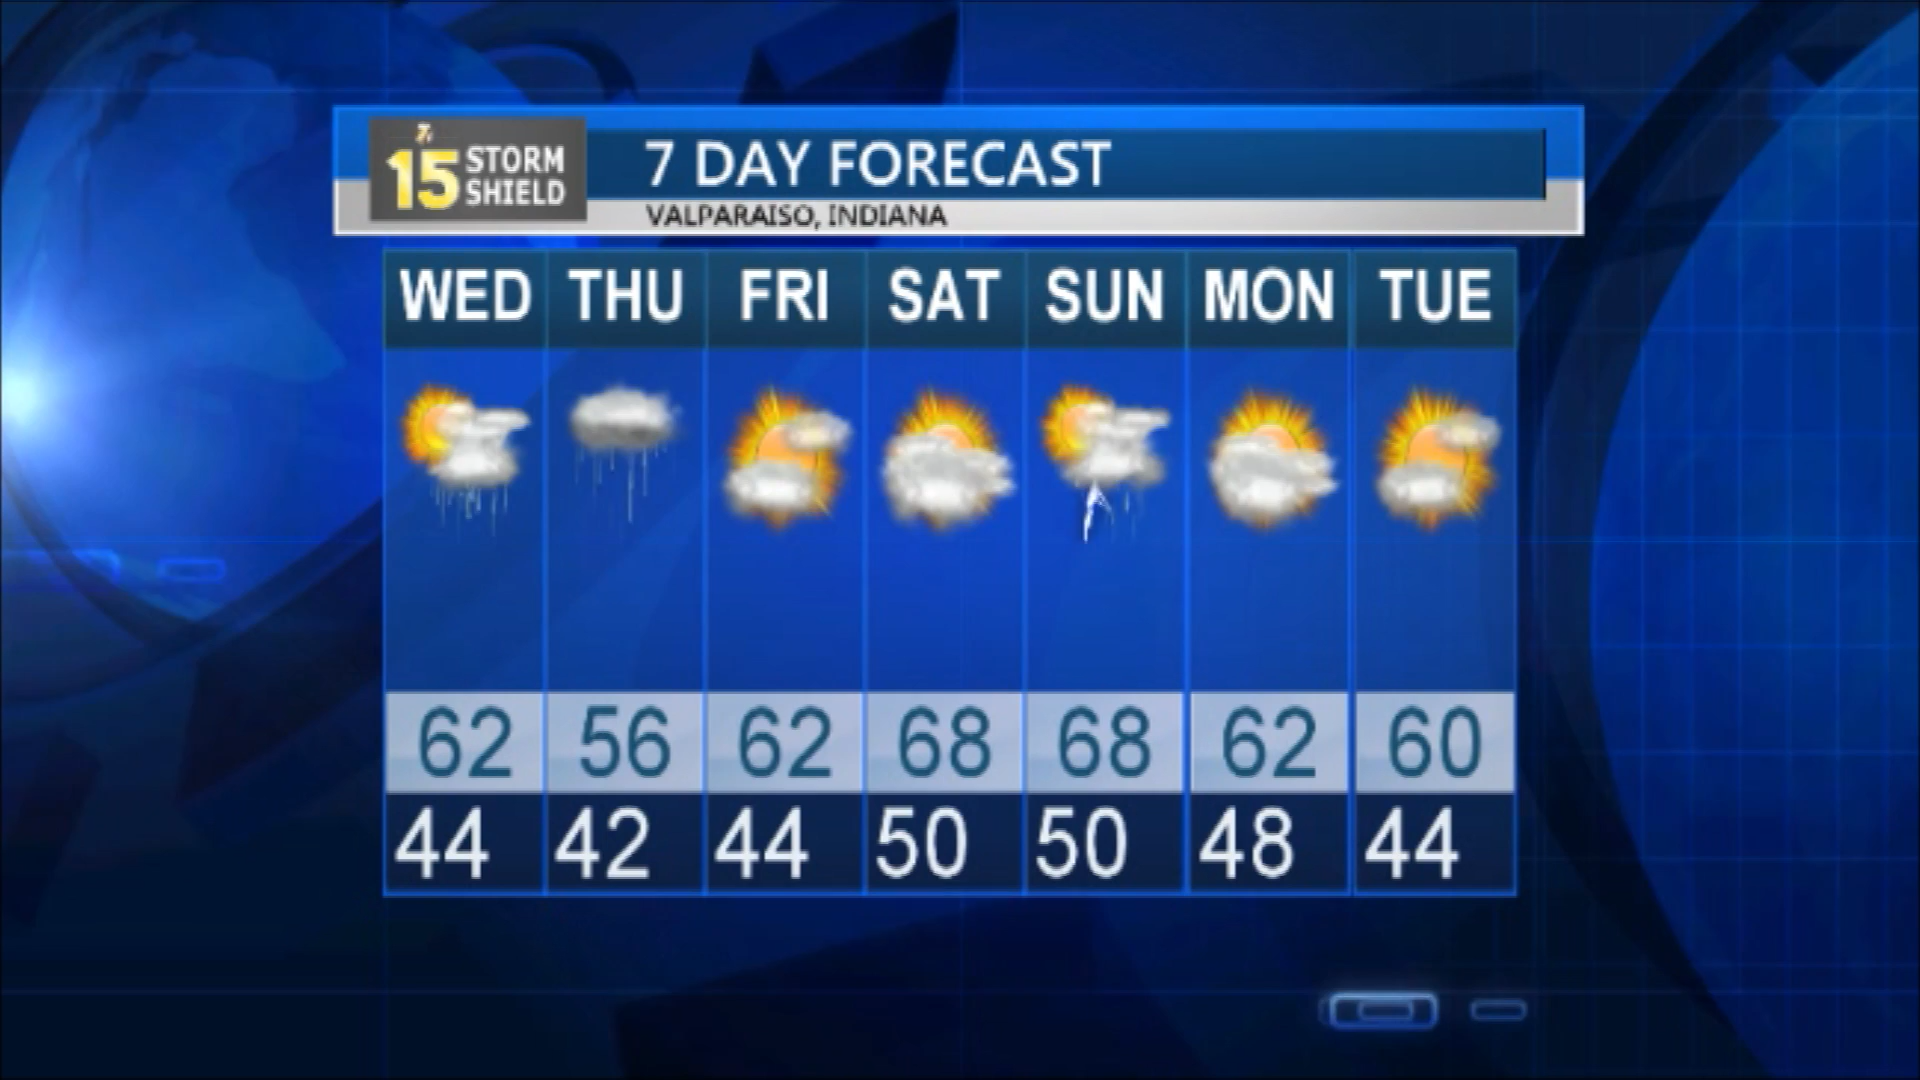 15 STORM
SHIELD
7 DAY FORECAST
VALPARAISO, INDIANA
WED THU FRI SAT SUN MON TUE
62 56 62 68 68 62 60
44 42 44 50 50 48 44